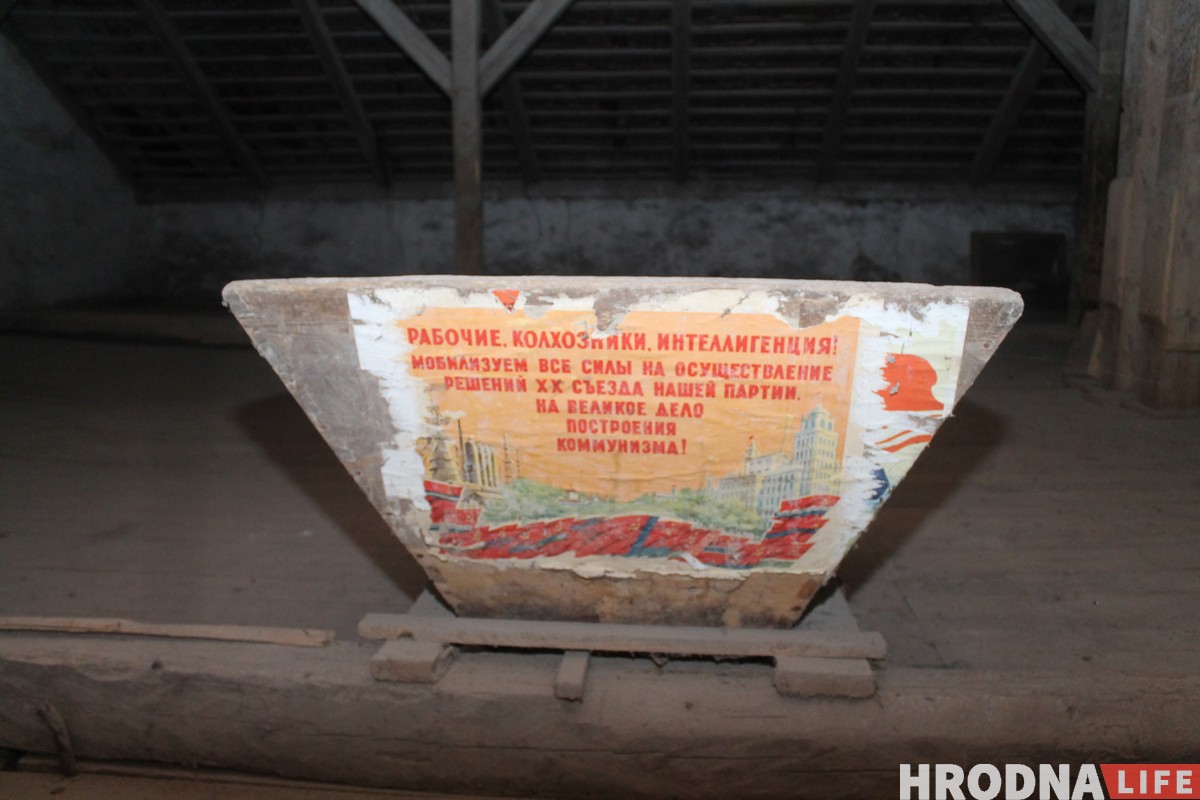 РАБОЧИЕ, КОЛХОЗНИКИ, ИНТЕЛЛИГЕНЦИЯ!
МОБИЛИЗУЕМ ВСЕ СИЛЫ НА ОСУЩЕСТВЛЕНИЕ
РЕШЕНИЙ XX СЪЕЗДА НАШЕЙ ПАРТИИ,
НА ВЕЛИКОЕ ДЕЛО
ПОСТРОЕНИЯ
КОММУНИЗМА!
HRODNA LIFE